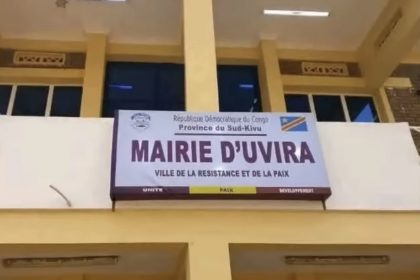 République Démocratique du Congo
Province du Sud-Kivu
MAIRIE D'UVIRA
VILLE DE LA RESISTANCE ET DE LA PAIX
UNITE PAIX DEVELOPPEMENT